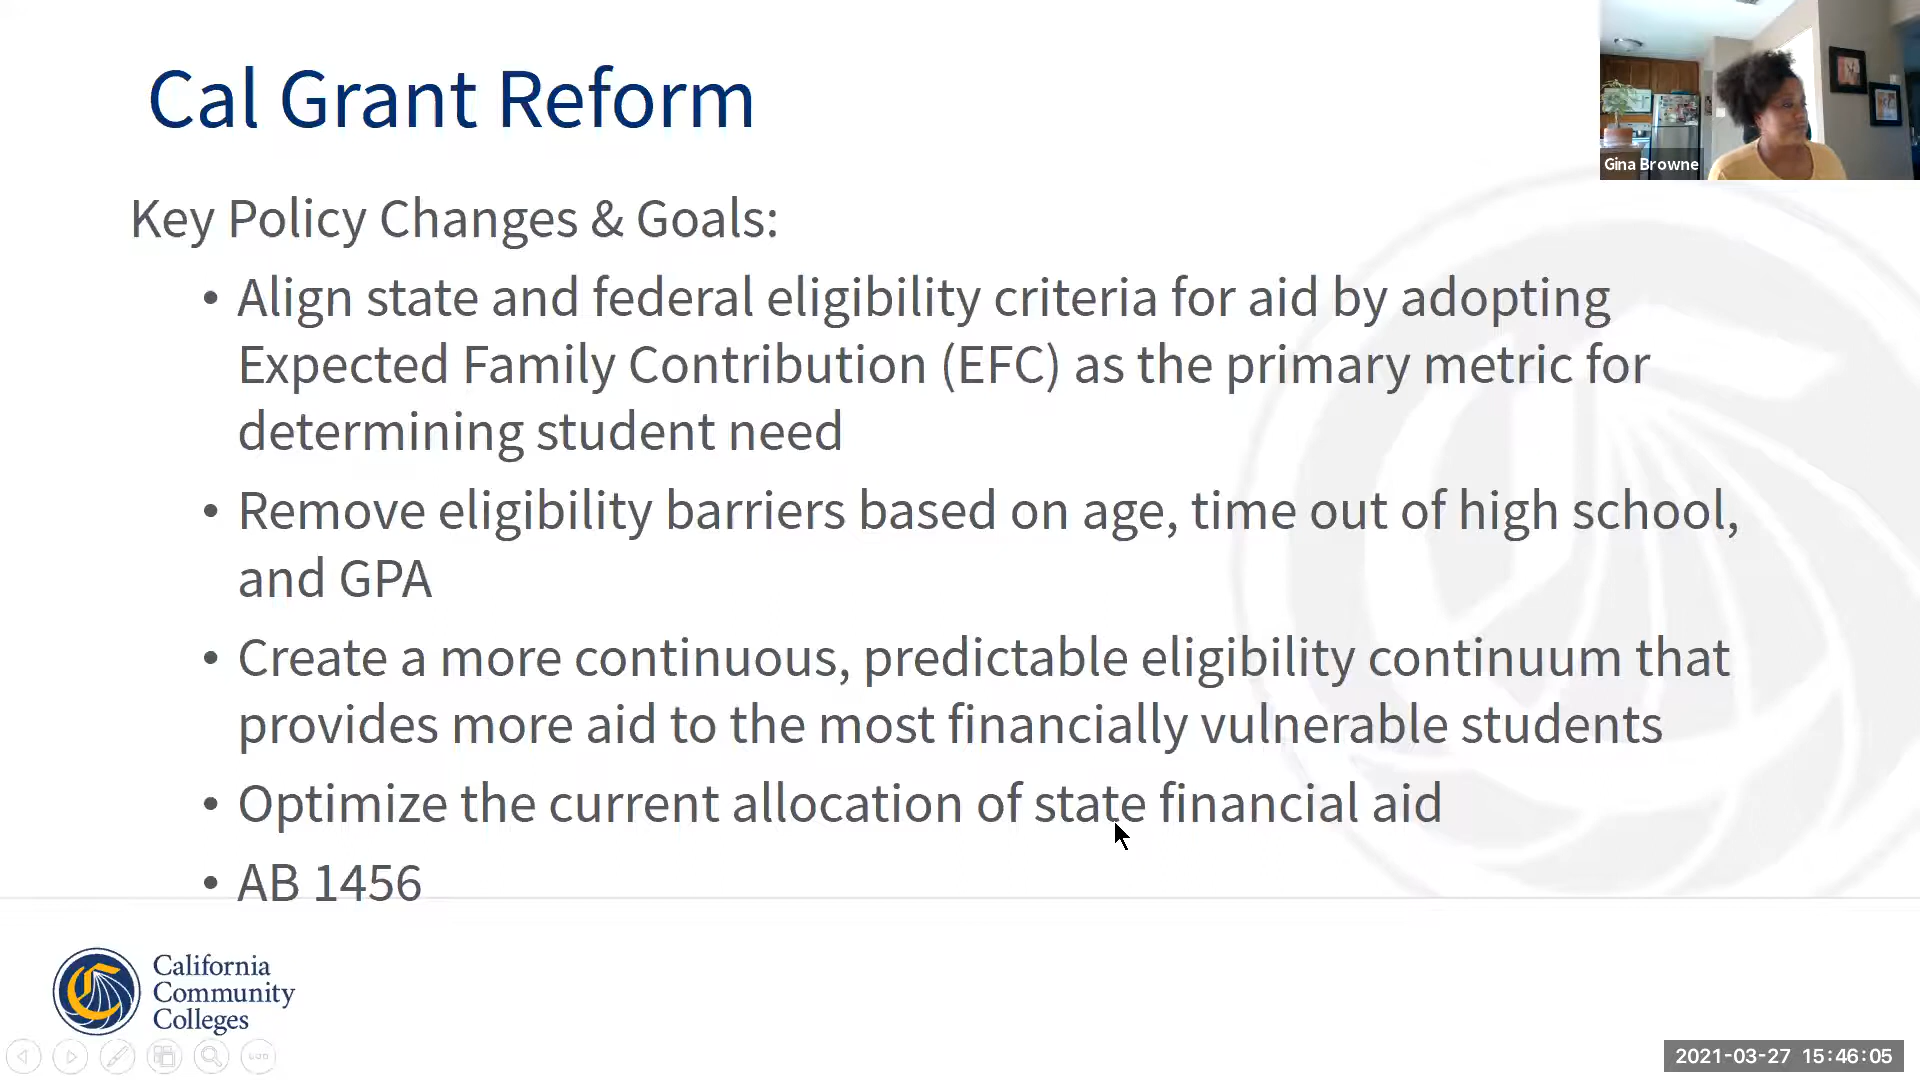 Cal Grant Reform
Gina Browne
Key Policy Changes & Goals:
• Align state and federal eligibility criteria for aid by adopting
Expected Family Contribution (EFC) as the primary metric for
determining student need
• Remove eligibility barriers based on age, time out of high school,
and GPA
• Create a more continuous, predictable eligibility continuum that
provides more aid to the most financially vulnerable students
• Optimize the current allocation of state financial aid
• AB 1456
California
Community
Colleges
2021-03-27 15:46:05